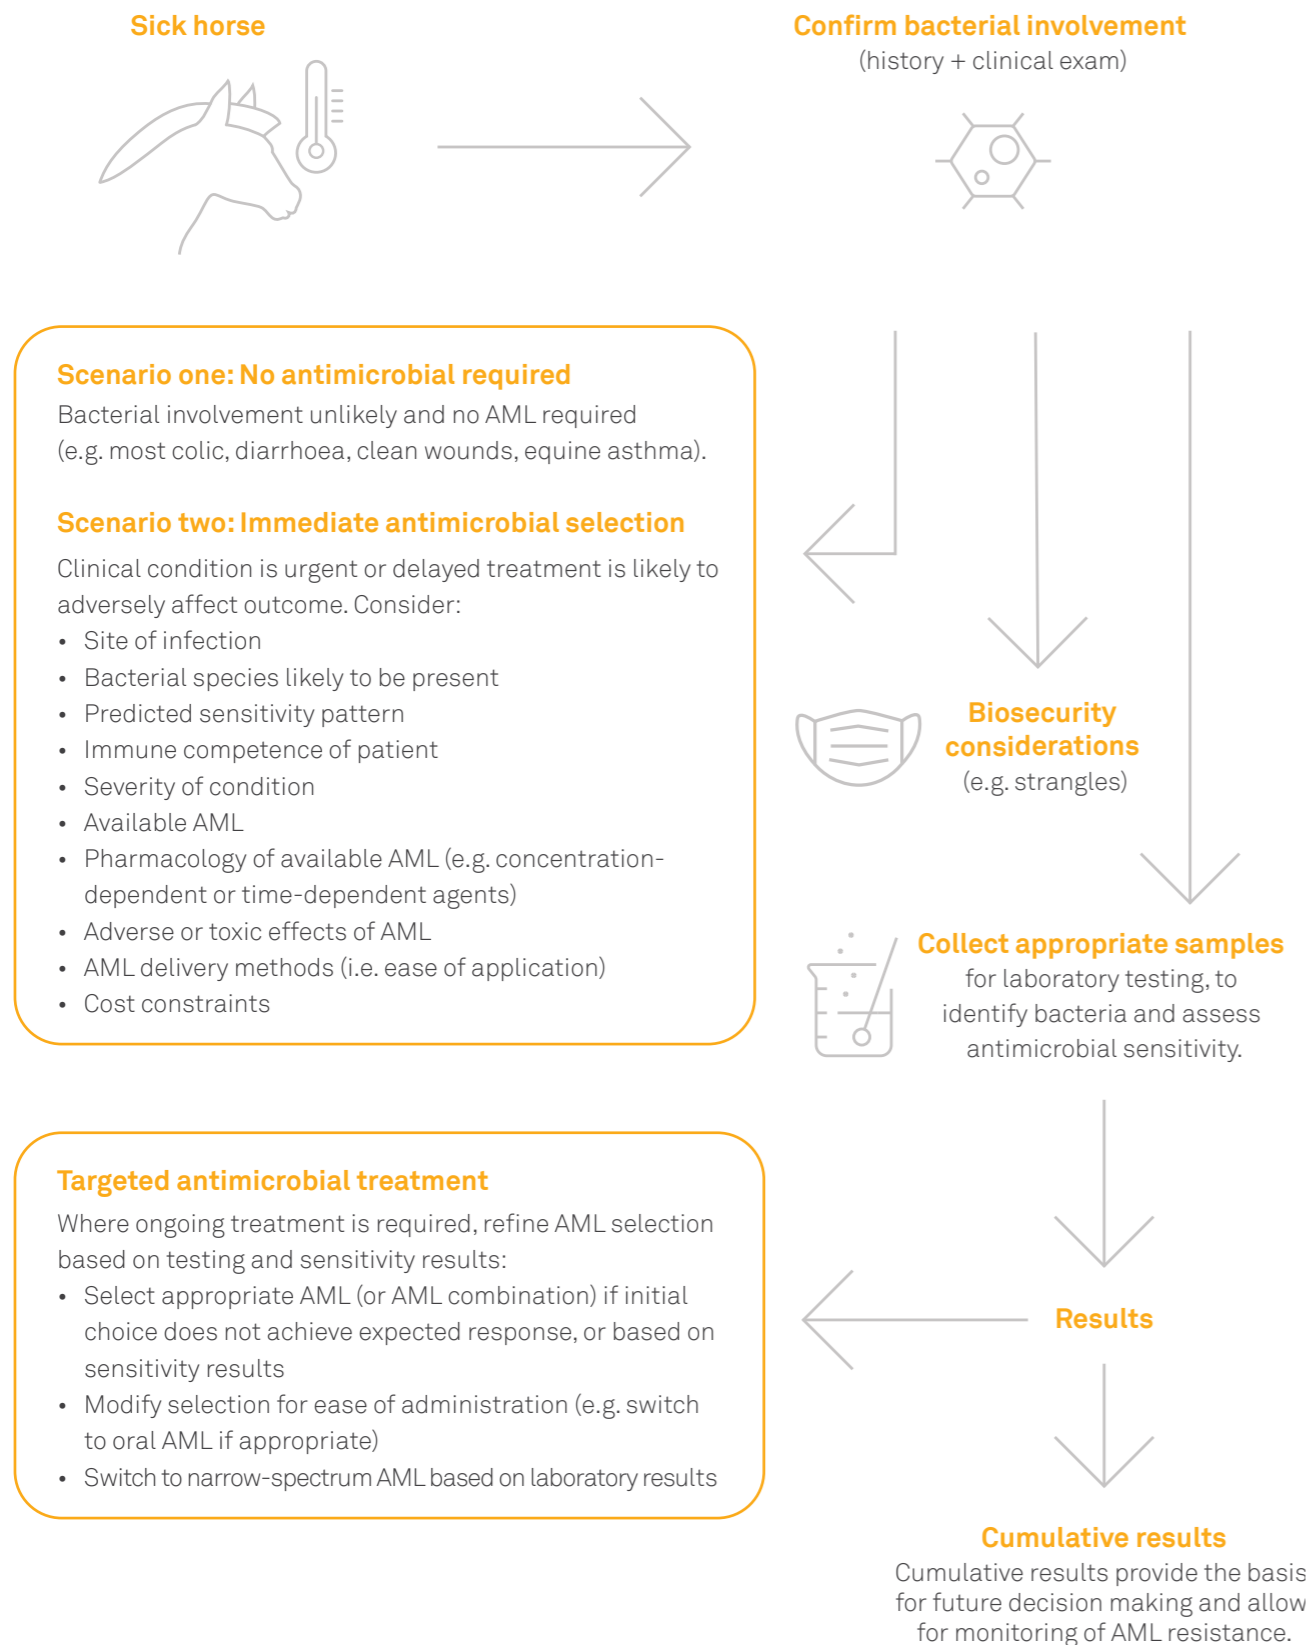 Sick horse
Confirm bacterial involvement
(history + clinical exam)
Scenario one: No antimicrobial required
Bacterial involvement unlikely and no AML required
(e.g. most colic, diarrhoea, clean wounds, equine asthma).
Scenario two: Immediate antimicrobial selection
Clinical condition is urgent or delayed treatment is likely to
adversely affect outcome. Consider:
• Site of infection
• Bacterial species likely to be present
• Predicted sensitivity pattern
• Immune competence of patient
• Severity of condition
• Available AML
• Pharmacology of available AML (e.g. concentration-
dependent or time-dependent agents)
• Adverse or toxic effects of AML
• AML delivery methods (i.e. ease of application)
• Cost constraints
Biosecurity
considerations
(e.g. strangles)
Collect appropriate samples
for laboratory testing, to
identify bacteria and assess
antimicrobial sensitivity.
Targeted antimicrobial treatment
Where ongoing treatment is required, refine AML selection
based on testing and sensitivity results:
• Select appropriate AML (or AML combination) if initial
choice does not achieve expected response, or based on
sensitivity results
• Modify selection for ease of administration (e.g. switch
to oral AML if appropriate)
• Switch to narrow-spectrum AML based on laboratory results
Results
Cumulative results
Cumulative results provide the basis
for future decision making and allow
for monitoring of AML resistance.